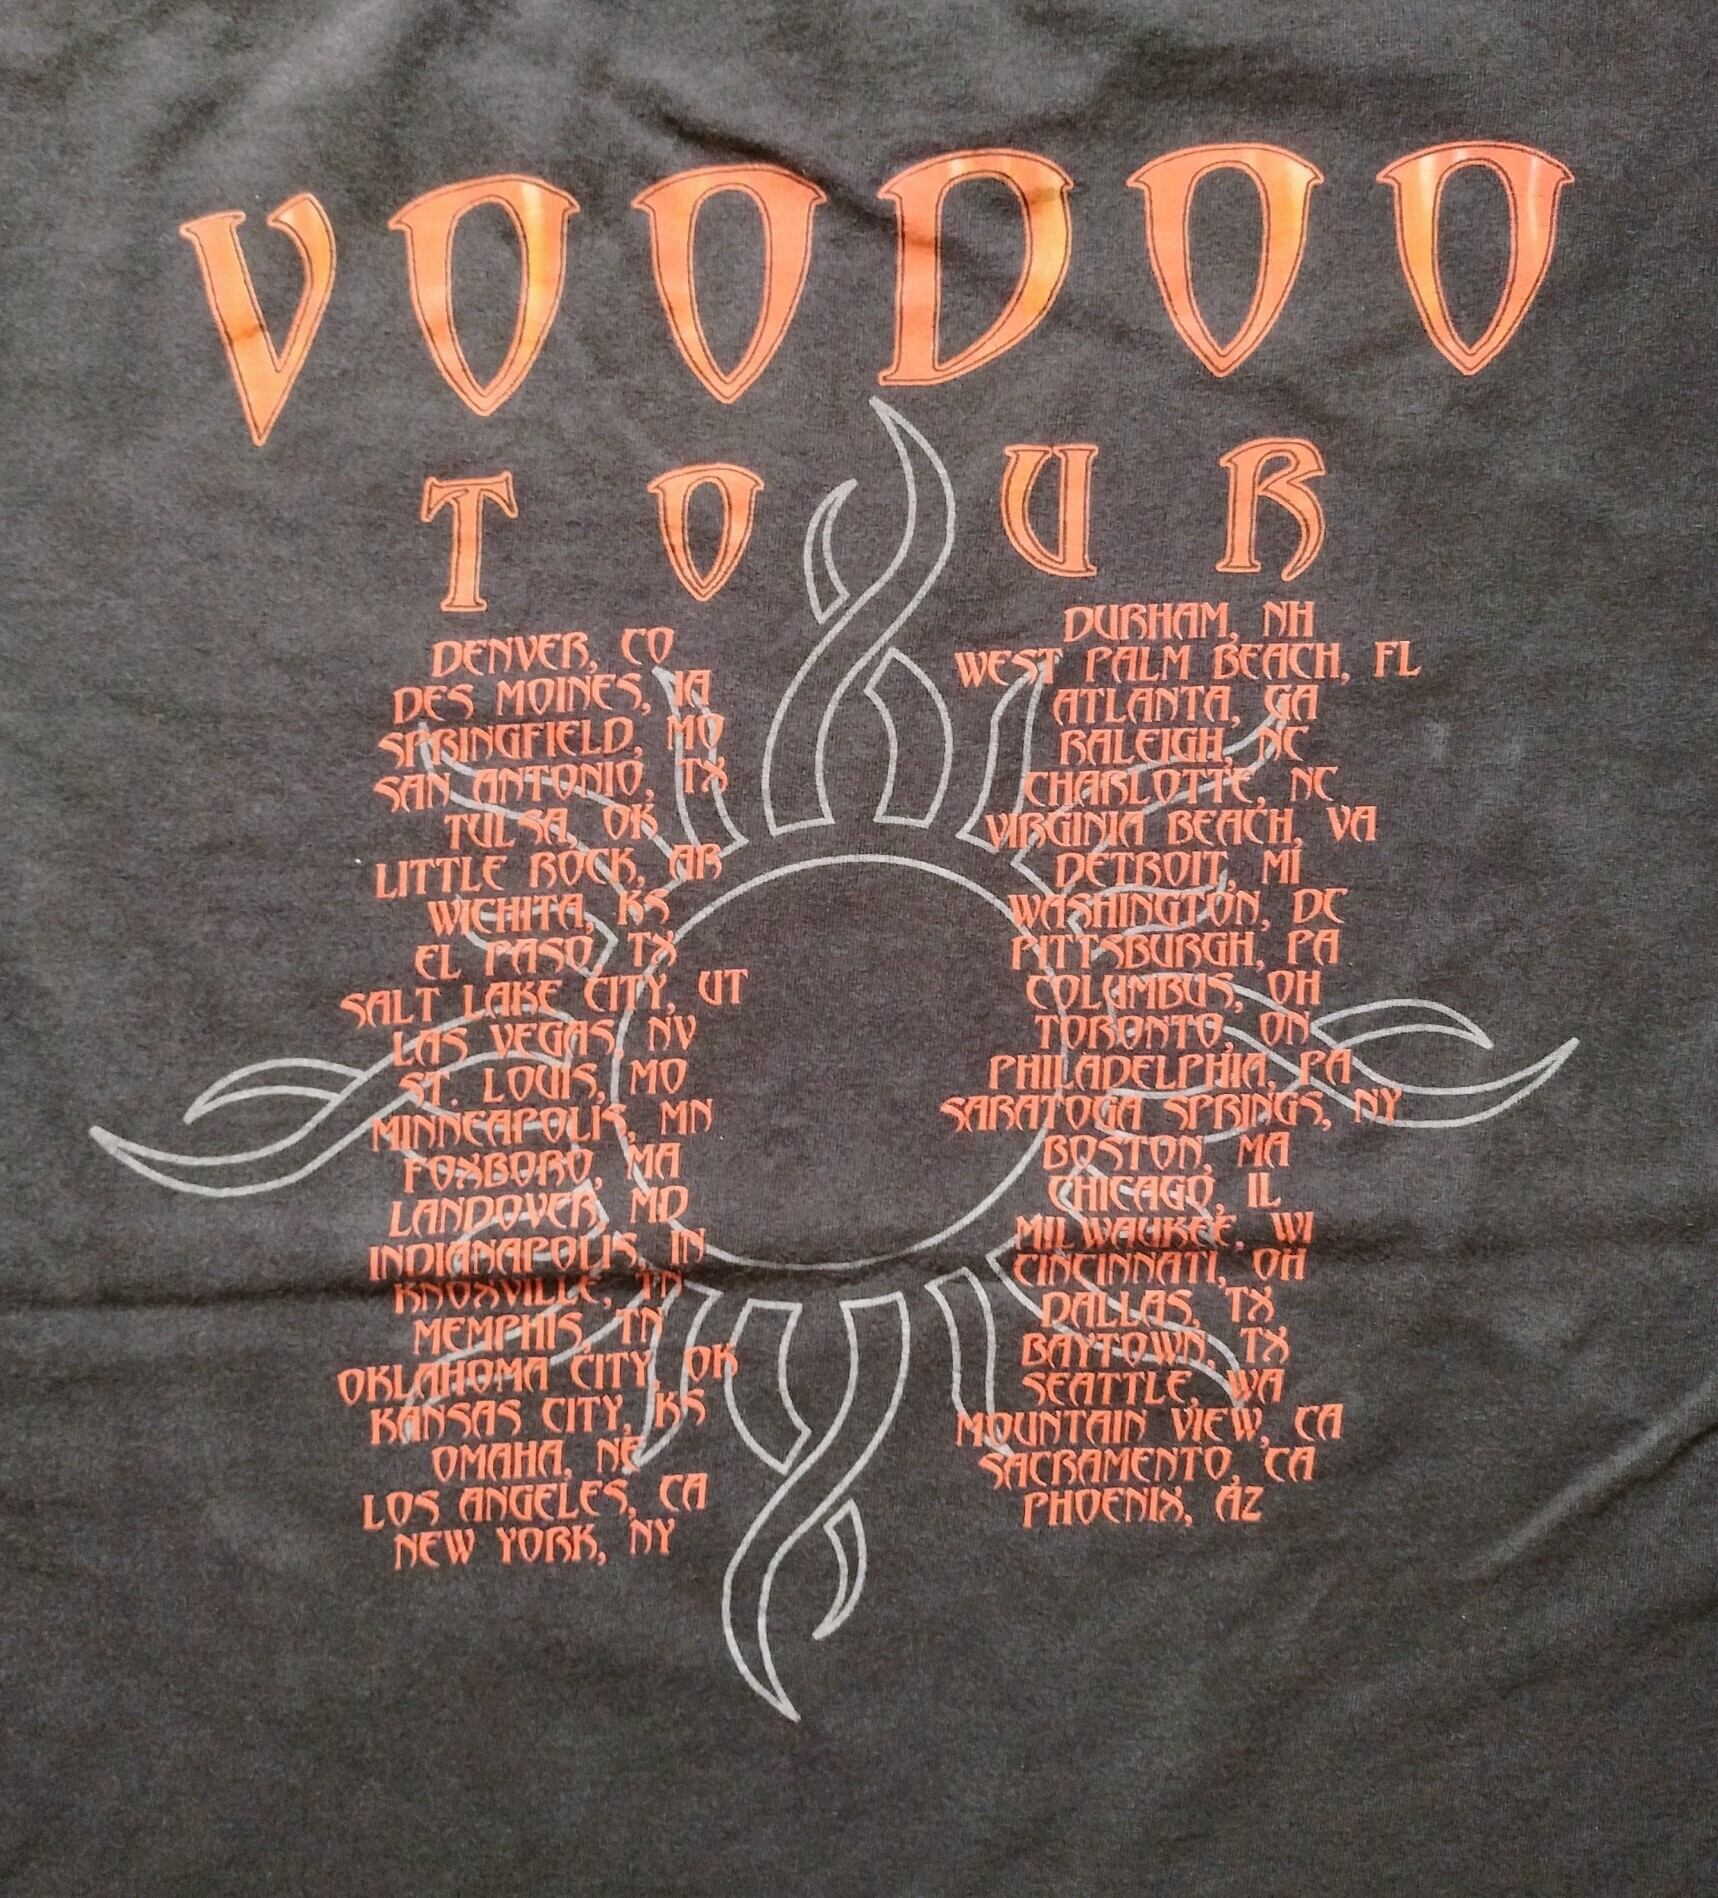 VOODOO
TOUR
DENVER, CO
DES MOINES, IA
SPRINGFIELD, MO
SAN ANTONIO, TX
TULSA, OK
LITTLE ROCK, AR
WICHITA, KS
EL PASO, TX
SALT LAKE CITY, UT
LAS VEGAS, NV
ST. LOUIS, MO
MINNEAPOLIS, MN
FOXBORO, MA
LANDOVER, MD
INDIANAPOLIS, IN
KNOXVILLE, TN
MEMPHIS, TN
OKLAHOMA CITY, OK
KANSAS CITY, KS
OMAHA, NE
LOS ANGELES, CA
NEW YORK, NY
DURHAM, NH
WEST PALM BEACH, FL
ATLANTA, GA
RALEIGH, NC
CHARLOTTE, NC
VIRGINIA BEACH, VA
DETROIT, MI
WASHINGTON, DC
PITTSBURGH, PA
COLUMBUS, OH
TORONTO, ON
PHILADELPHIA, PA
SARATOGA SPRINGS, NY
BOSTON, MA
CHICAGO, IL
MILWAUKEE, WI
CINCINNATI, OH
DALLAS, TX
BAYTOWN, TX
SEATTLE, WA
MOUNTAIN VIEW, CA
SACRAMENTO, CA
PHOENIX, AZ